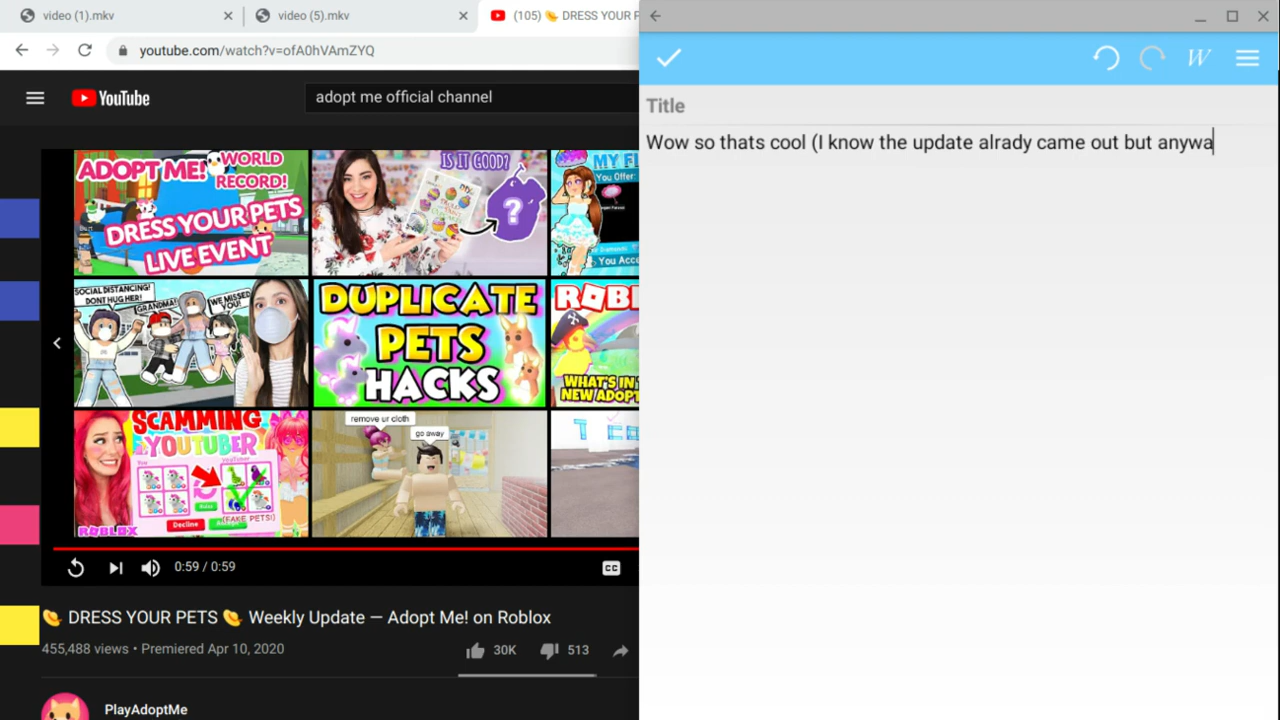 video (1).mkv
video (5).mkv
(105) 👒 DRESS YOUR P
youtube.com/watch?v=ofA0hVAmZYQ
YouTube
adopt me official channel
ADOPT ME!
WORLD
RECORD!
DRESS YOUR PETS
LIVE EVENT
IS IT GOOD?
?
MY F
You Offer:
You Acce
SOCIAL DISTANCING!
DONT HUG HER!
GRANDMA!
WE MISSED
YOU!
DUPLICATE
PETS
HACKS
ROB
WHAT'S IN
NEW ADOPT
SCAMMING
YOUTUBER
Decline
(FAKE PETS!)
ROBLOX
remove ur cloth
go away
0:59 / 0:59
CC
👒 DRESS YOUR PETS 👒 Weekly Update — Adopt Me! on Roblox
455,488 views • Premiered Apr 10, 2020
30K
513
PlayAdoptMe
W
Title
Wow so thats cool (I know the update alrady came out but anywa